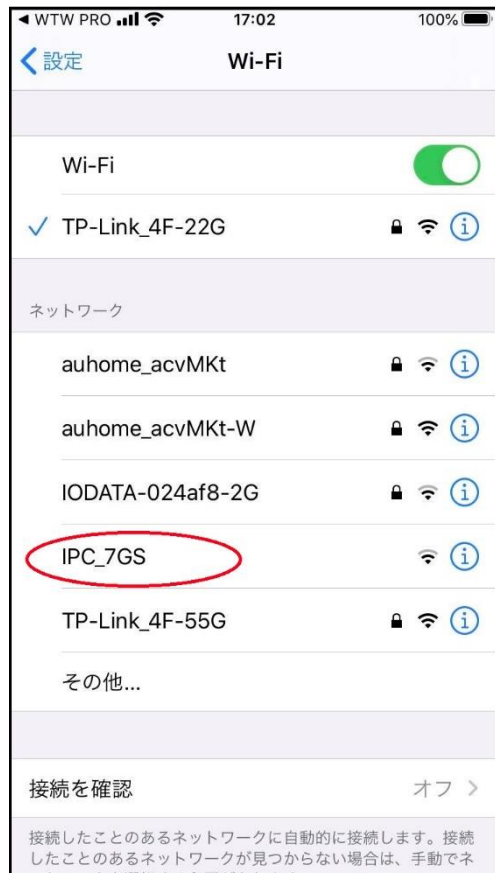 ◀ WTW PRO 17:02 100%
設定 Wi-Fi
Wi-Fi
TP-Link_4F-22G
ネットワーク
auhome_acvMKt
auhome_acvMKt-W
IODATA-024af8-2G
IPC_7GS
TP-Link_4F-55G
その他...
接続を確認 オフ
接続したことのあるネットワークに自動的に接続します。接続
したことのあるネットワークが見つからない場合は、手動でネ